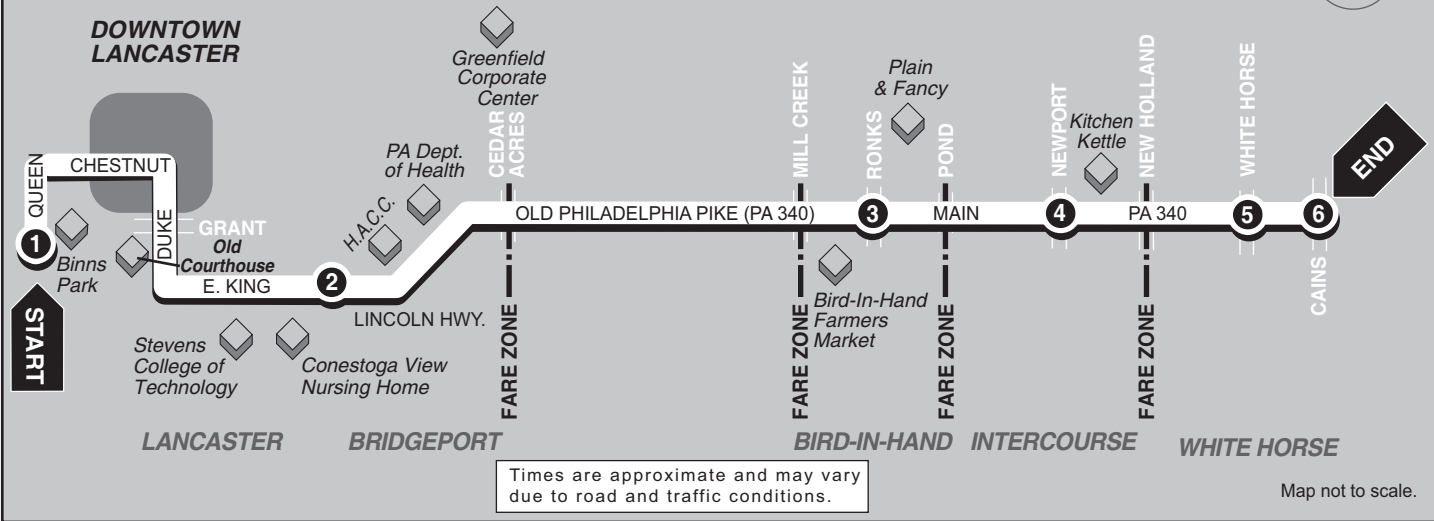 DOWNTOWN
LANCASTER
Greenfield
Corporate
Center
Plain
& Fancy
Kitchen
Kettle
PA Dept.
of Health
H.A.C.C.
CEDAR
ACRES
MILL CREEK
RONKS
POND
NEWPORT
NEW HOLLAND
WHITE HORSE
END
QUEEN
CHESTNUT
DUKE
GRANT
Old
Courthouse
Binns
Park
1
E. KING
2
LINCOLN HWY.
OLD PHILADELPHIA PIKE (PA 340)
3
MAIN
4
PA 340
5
6
CAINS
START
Stevens
College of
Technology
Conestoga View
Nursing Home
Bird-In-Hand
Farmers
Market
FARE ZONE
FARE ZONE
FARE ZONE
FARE ZONE
LANCASTER
BRIDGEPORT
BIRD-IN-HAND
INTERCOURSE
WHITE HORSE
Times are approximate and may vary
due to road and traffic conditions.
Map not to scale.